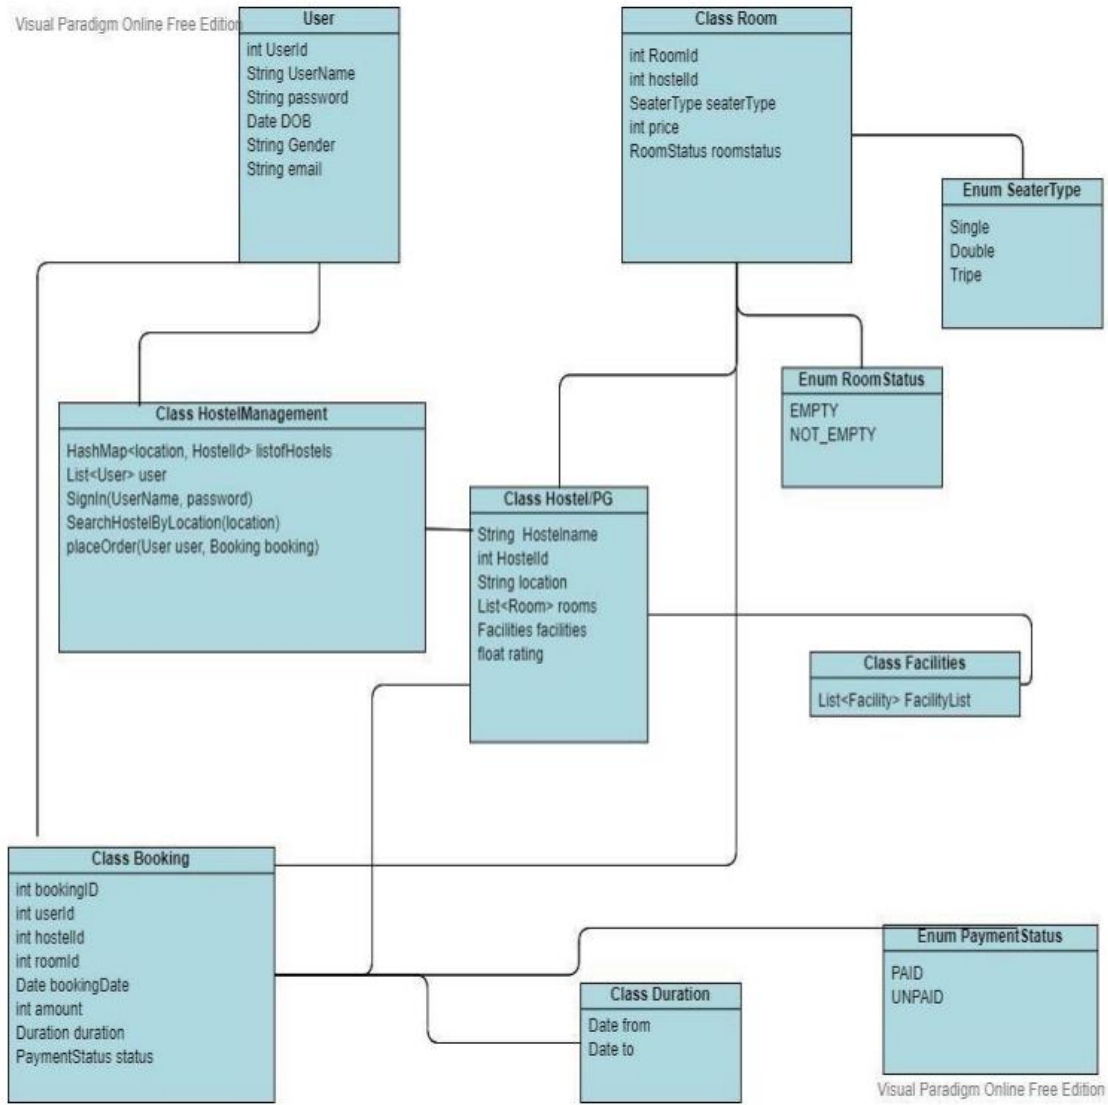 Visual Paradigm Online Free Edition
User
int UserId
String UserName
String password
Date DOB
String Gender
String email
Class Room
int RoomId
int hostelId
SeaterType seaterType
int price
RoomStatus roomstatus
Enum SeaterType
Single
Double
Tripe
Enum RoomStatus
EMPTY
NOT_EMPTY
Class HostelManagement
HashMap<location, HostelId> listofHostels
List<User> user
SignIn(UserName, password)
SearchHostelByLocation(location)
placeOrder(User user, Booking booking)
Class Hostel/PG
String Hostelname
int HostelId
String location
List<Room> rooms
Facilities facilities
float rating
Class Facilities
List<Facility> FacilityList
Class Booking
int bookingID
int userId
int hostelId
int roomId
Date bookingDate
int amount
Duration duration
PaymentStatus status
Class Duration
Date from
Date to
Enum PaymentStatus
PAID
UNPAID
Visual Paradigm Online Free Edition